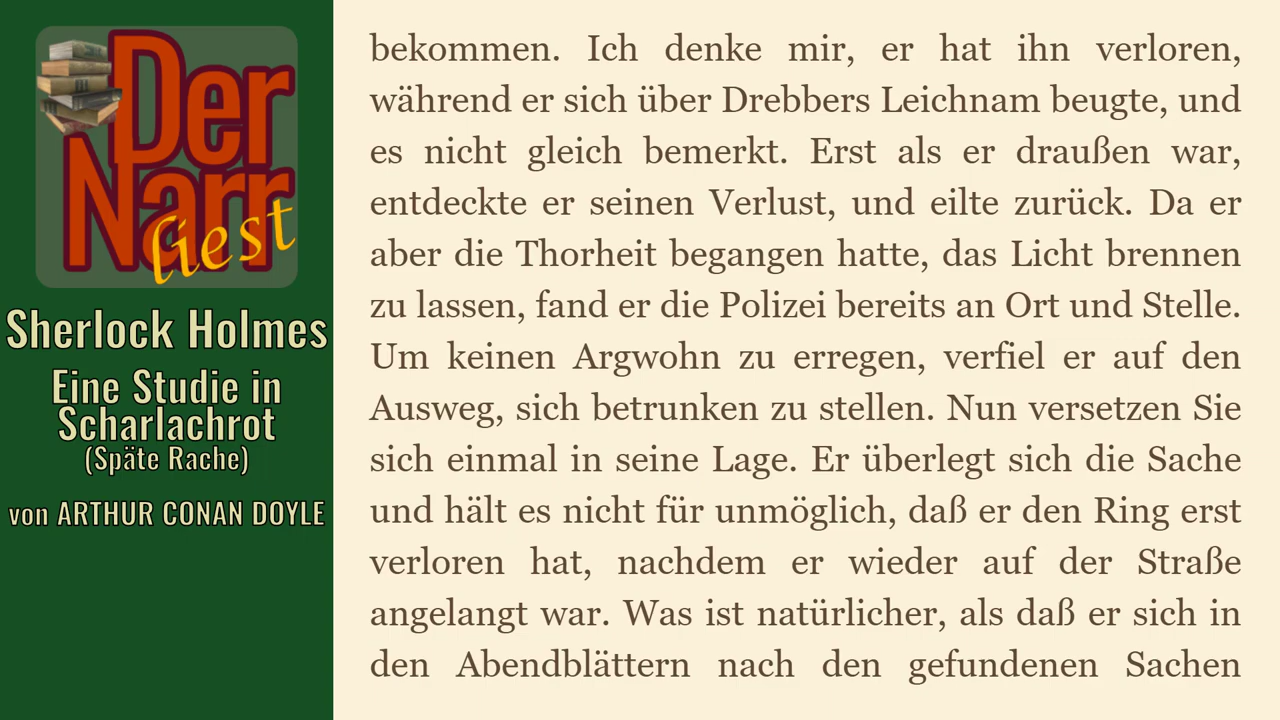 Der
Narr
liest
Sherlock Holmes
Eine Studie in
Scharlachrot
(Späte Rache)
von ARTHUR CONAN DOYLE
bekommen. Ich denke mir, er hat ihn verloren,
während er sich über Drebbers Leichnam beugte, und
es nicht gleich bemerkt. Erst als er draußen war,
entdeckte er seinen Verlust, und eilte zurück. Da er
aber die Thorheit begangen hatte, das Licht brennen
zu lassen, fand er die Polizei bereits an Ort und Stelle.
Um keinen Argwohn zu erregen, verfiel er auf den
Ausweg, sich betrunken zu stellen. Nun versetzen Sie
sich einmal in seine Lage. Er überlegt sich die Sache
und hält es nicht für unmöglich, daß er den Ring erst
verloren hat, nachdem er wieder auf der Straße
angelangt war. Was ist natürlicher, als daß er sich in
den Abendblättern nach den gefundenen Sachen